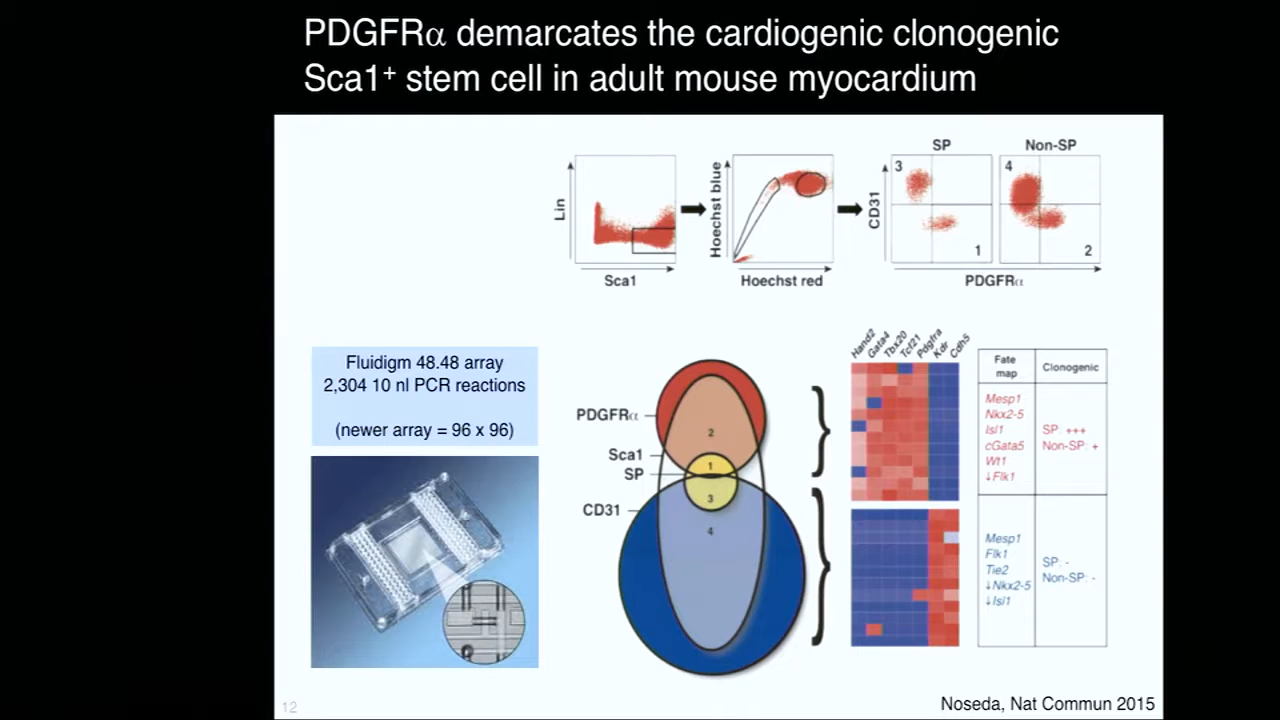 PDGFRα demarcates the cardiogenic clonogenic
Sca1+ stem cell in adult mouse myocardium
SP
Non-SP
3
4
1
2
Lin
Hoechst blue
CD31
Sca1
Hoechst red
PDGFRα
Fluidigm 48.48 array
2,304 10 nl PCR reactions
(newer array = 96 x 96)
PDGFRα
Sca1
SP
CD31
2
1
3
4
Hand2
Gata4
Tbx20
Tcf21
Pdgfra
Kdr
Cdh5
Fate
map
Clonogenic
Mesp1
Nkx2-5
Isl1
cGata5
Wt1
↓Flk1
SP: +++
Non-SP: +
Mesp1
Flk1
Tie2
↓Nkx2-5
↓Isl1
SP: -
Non-SP: -
12
Noseda, Nat Commun 2015